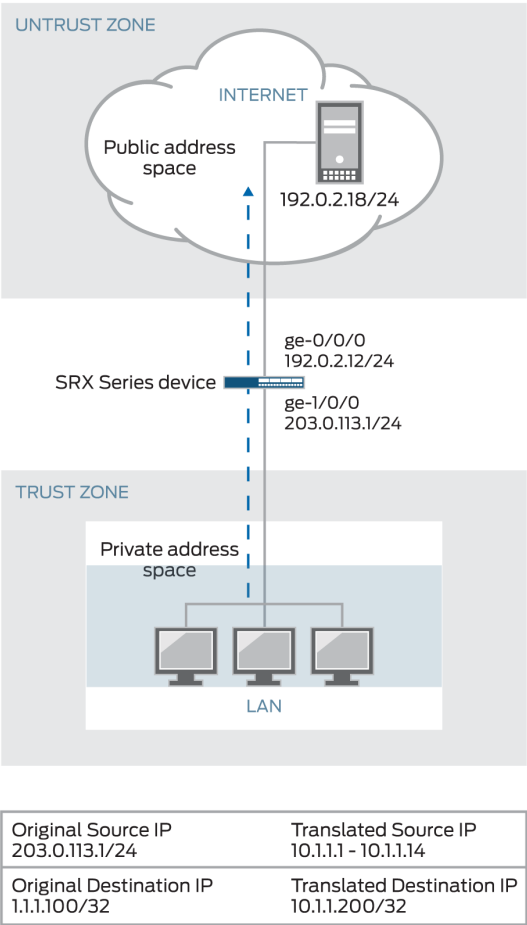 UNTRUST ZONE
INTERNET
Public address
space
192.0.2.18/24
ge-0/0/0
192.0.2.12/24
SRX Series device
ge-1/0/0
203.0.113.1/24
TRUST ZONE
Private address
space
LAN
Original Source IP
203.0.113.1/24
Translated Source IP
10.1.1.1 - 10.1.1.14
Original Destination IP
1.1.1.100/32
Translated Destination IP
10.1.1.200/32